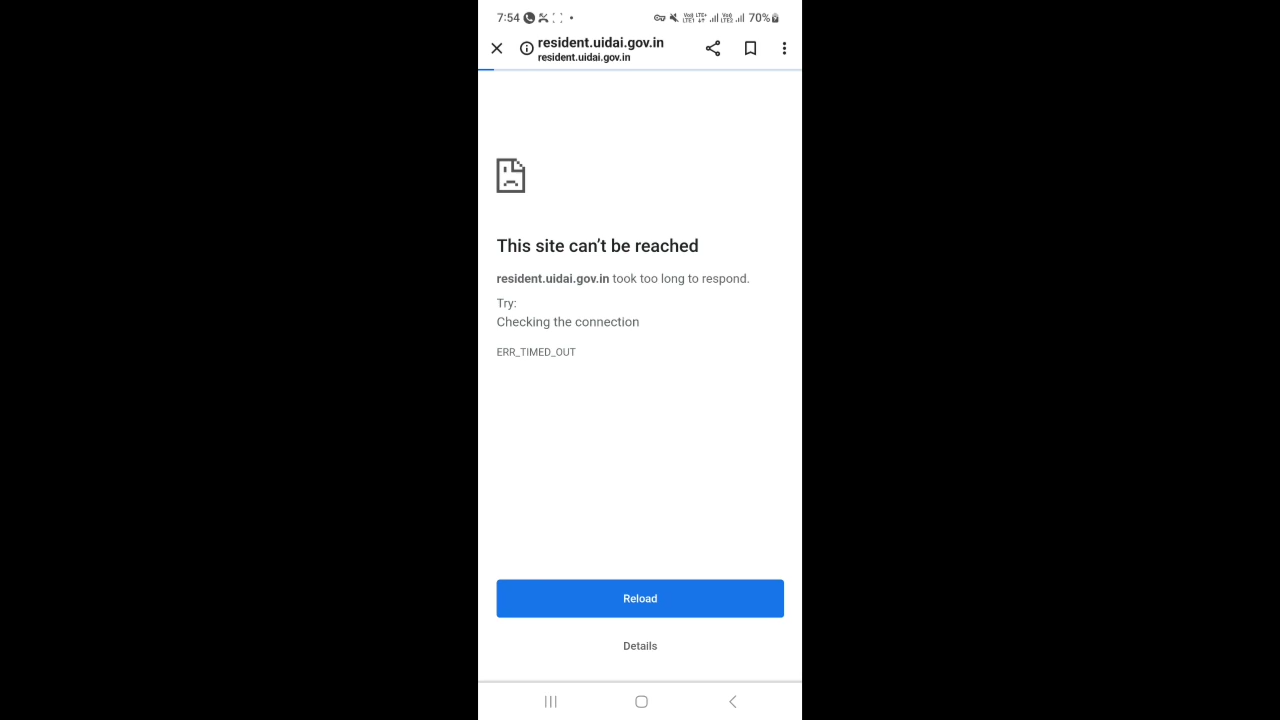 7:54 70%
resident.uidai.gov.in
resident.uidai.gov.in
This site can't be reached
resident.uidai.gov.in took too long to respond.
Try:
Checking the connection
ERR_TIMED_OUT
Reload
Details